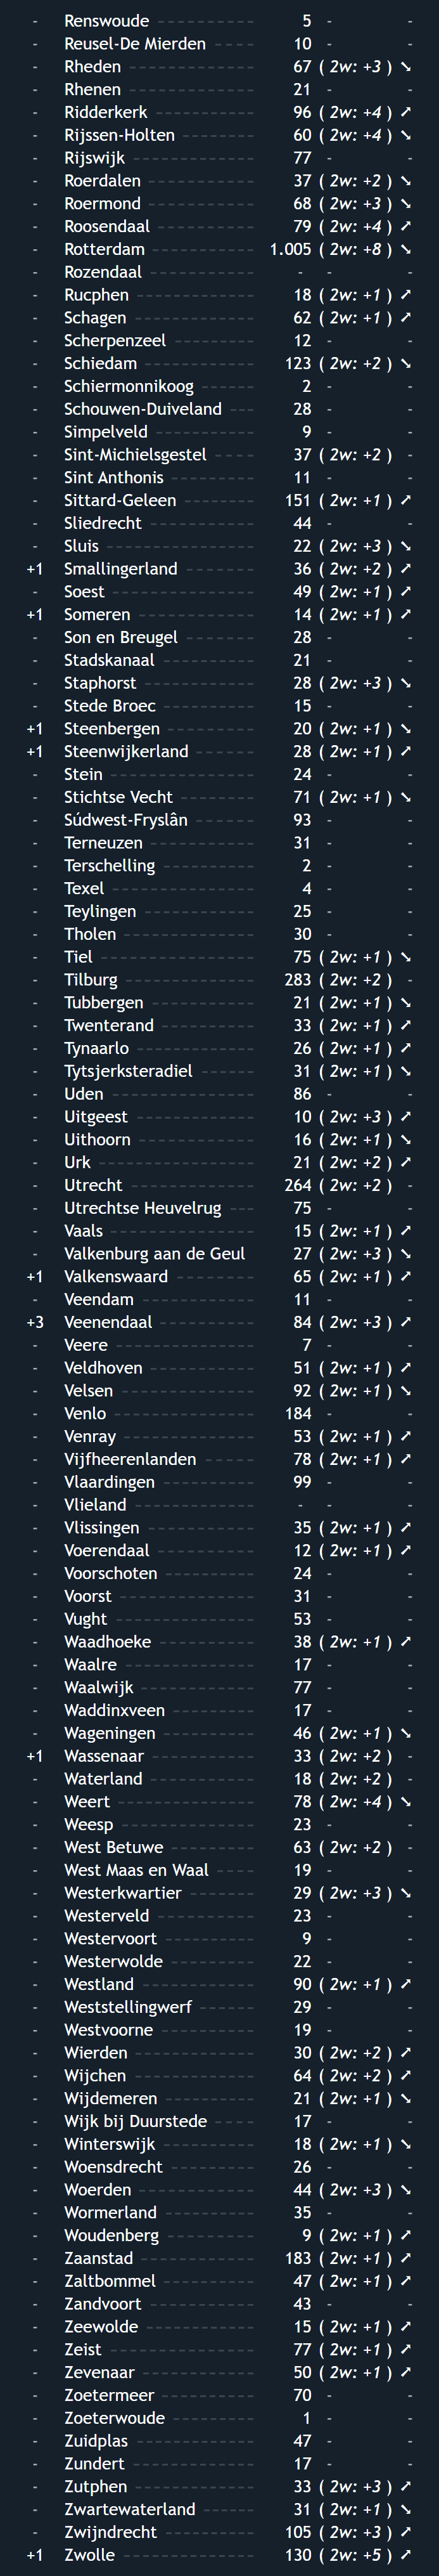 - Renswoude ----------- 5 - -
- Reusel-De Mierden ----- 10 - -
- Rheden -------------- 67 ( 2w: +3 ) ➘
- Rhenen -------------- 21 - -
- Ridderkerk ----------- 96 ( 2w: +4 ) ➚
- Rijssen-Holten --------- 60 ( 2w: +4 ) ➘
- Rijswijk -------------- 77 - -
- Roerdalen ------------ 37 ( 2w: +2 ) ➘
- Roermond ------------ 68 ( 2w: +3 ) ➘
- Roosendaal ----------- 79 ( 2w: +4 ) ➚
- Rotterdam ------------ 1.005 ( 2w: +8 ) ➘
- Rozendaal ------------ - - -
- Rucphen ------------- 18 ( 2w: +1 ) ➚
- Schagen ------------- 62 ( 2w: +1 ) ➚
- Scherpenzeel --------- 12 - -
- Schiedam ------------ 123 ( 2w: +2 ) ➘
- Schiermonnikoog ------ 2 - -
- Schouwen-Duiveland --- 28 - -
- Simpelveld ----------- 9 - -
- Sint-Michielsgestel ----- 37 ( 2w: +2 ) -
- Sint Anthonis ---------- 11 - -
- Sittard-Geleen --------- 151 ( 2w: +1 ) ➚
- Sliedrecht ------------ 44 - -
- Sluis ---------------- 22 ( 2w: +3 ) ➘
+1 Smallingerland -------- 36 ( 2w: +2 ) ➚
- Soest ---------------- 49 ( 2w: +1 ) ➚
+1 Someren ------------- 14 ( 2w: +1 ) ➚
- Son en Breugel -------- 28 - -
- Stadskanaal ---------- 21 - -
- Staphorst ------------ 28 ( 2w: +3 ) ➘
- Stede Broec ---------- 15 - -
+1 Steenbergen ---------- 20 ( 2w: +1 ) ➘
+1 Steenwijkerland ------- 28 ( 2w: +1 ) ➚
- Stein ---------------- 24 - -
- Stichtse Vecht --------- 71 ( 2w: +1 ) ➘
- Súdwest-Fryslân ------- 93 - -
- Terneuzen ------------ 31 - -
- Terschelling ----------- 2 - -
- Texel ---------------- 4 - -
- Teylingen ------------ 25 - -
- Tholen --------------- 30 - -
- Tiel ----------------- 75 ( 2w: +1 ) ➘
- Tilburg --------------- 283 ( 2w: +2 ) -
- Tubbergen ------------ 21 ( 2w: +1 ) ➘
- Twenterand ----------- 33 ( 2w: +1 ) ➚
- Tynaarlo ------------- 26 ( 2w: +1 ) ➚
- Tytsjerksteradiel ------ 31 ( 2w: +1 ) ➘
- Uden ---------------- 86 - -
- Uitgeest ------------- 10 ( 2w: +3 ) ➚
- Uithoorn ------------- 16 ( 2w: +1 ) ➘
- Urk ----------------- 21 ( 2w: +2 ) ➚
- Utrecht -------------- 264 ( 2w: +2 ) -
- Utrechtse Heuvelrug --- 75 - -
- Vaals ---------------- 15 ( 2w: +1 ) ➚
- Valkenburg aan de Geul 27 ( 2w: +3 ) ➘
+1 Valkenswaard --------- 65 ( 2w: +1 ) ➚
- Veendam ------------- 11 - -
+3 Veenendaal ----------- 84 ( 2w: +3 ) ➚
- Veere --------------- 7 - -
- Veldhoven ------------ 51 ( 2w: +1 ) ➚
- Velsen --------------- 92 ( 2w: +1 ) ➘
- Venlo ---------------- 184 - -
- Venray --------------- 53 ( 2w: +1 ) ➚
- Vijfheerenlanden ------ 78 ( 2w: +1 ) ➚
- Vlaardingen ---------- 99 - -
- Vlieland ------------- - - -
- Vlissingen ------------ 35 ( 2w: +1 ) ➚
- Voerendaal ----------- 12 ( 2w: +1 ) ➚
- Voorschoten ---------- 24 - -
- Voorst --------------- 31 - -
- Vught --------------- 53 - -
- Waadhoeke ----------- 38 ( 2w: +1 ) ➚
- Waalre --------------- 17 - -
- Waalwijk ------------- 77 - -
- Waddinxveen --------- 17 - -
- Wageningen ---------- 46 ( 2w: +1 ) ➘
+1 Wassenaar ------------ 33 ( 2w: +2 ) -
- Waterland ------------ 18 ( 2w: +2 ) -
- Weert --------------- 78 ( 2w: +4 ) ➘
- Weesp --------------- 23 - -
- West Betuwe ---------- 63 ( 2w: +2 ) -
- West Maas en Waal ----- 19 - -
- Westerkwartier -------- 29 ( 2w: +3 ) ➘
- Westerveld ----------- 23 - -
- Westervoort ---------- 9 - -
- Westerwolde ---------- 22 - -
- Westland ------------- 90 ( 2w: +1 ) ➚
- Weststellingwerf ------- 29 - -
- Westvoorne ----------- 19 - -
- Wierden ------------- 30 ( 2w: +2 ) ➚
- Wijchen -------------- 64 ( 2w: +2 ) ➚
- Wijdemeren ---------- 21 ( 2w: +1 ) ➘
- Wijk bij Duurstede ----- 17 - -
- Winterswijk ----------- 18 ( 2w: +1 ) ➘
- Woensdrecht ---------- 26 - -
- Woerden ------------- 44 ( 2w: +3 ) ➘
- Wormerland ---------- 35 - -
- Woudenberg ---------- 9 ( 2w: +1 ) ➚
- Zaanstad ------------- 183 ( 2w: +1 ) ➚
- Zaltbommel ---------- 47 ( 2w: +1 ) ➚
- Zandvoort ------------ 43 - -
- Zeewolde ------------ 15 ( 2w: +1 ) ➚
- Zeist ---------------- 77 ( 2w: +1 ) ➚
- Zevenaar ------------- 50 ( 2w: +1 ) ➚
- Zoetermeer ----------- 70 - -
- Zoeterwoude ---------- 1 - -
- Zuidplas -------------- 47 - -
- Zundert -------------- 17 - -
- Zutphen -------------- 33 ( 2w: +3 ) ➚
- Zwartewaterland ------ 31 ( 2w: +1 ) ➘
- Zwijndrecht ---------- 105 ( 2w: +3 ) ➚
+1 Zwolle --------------- 130 ( 2w: +5 ) ➚